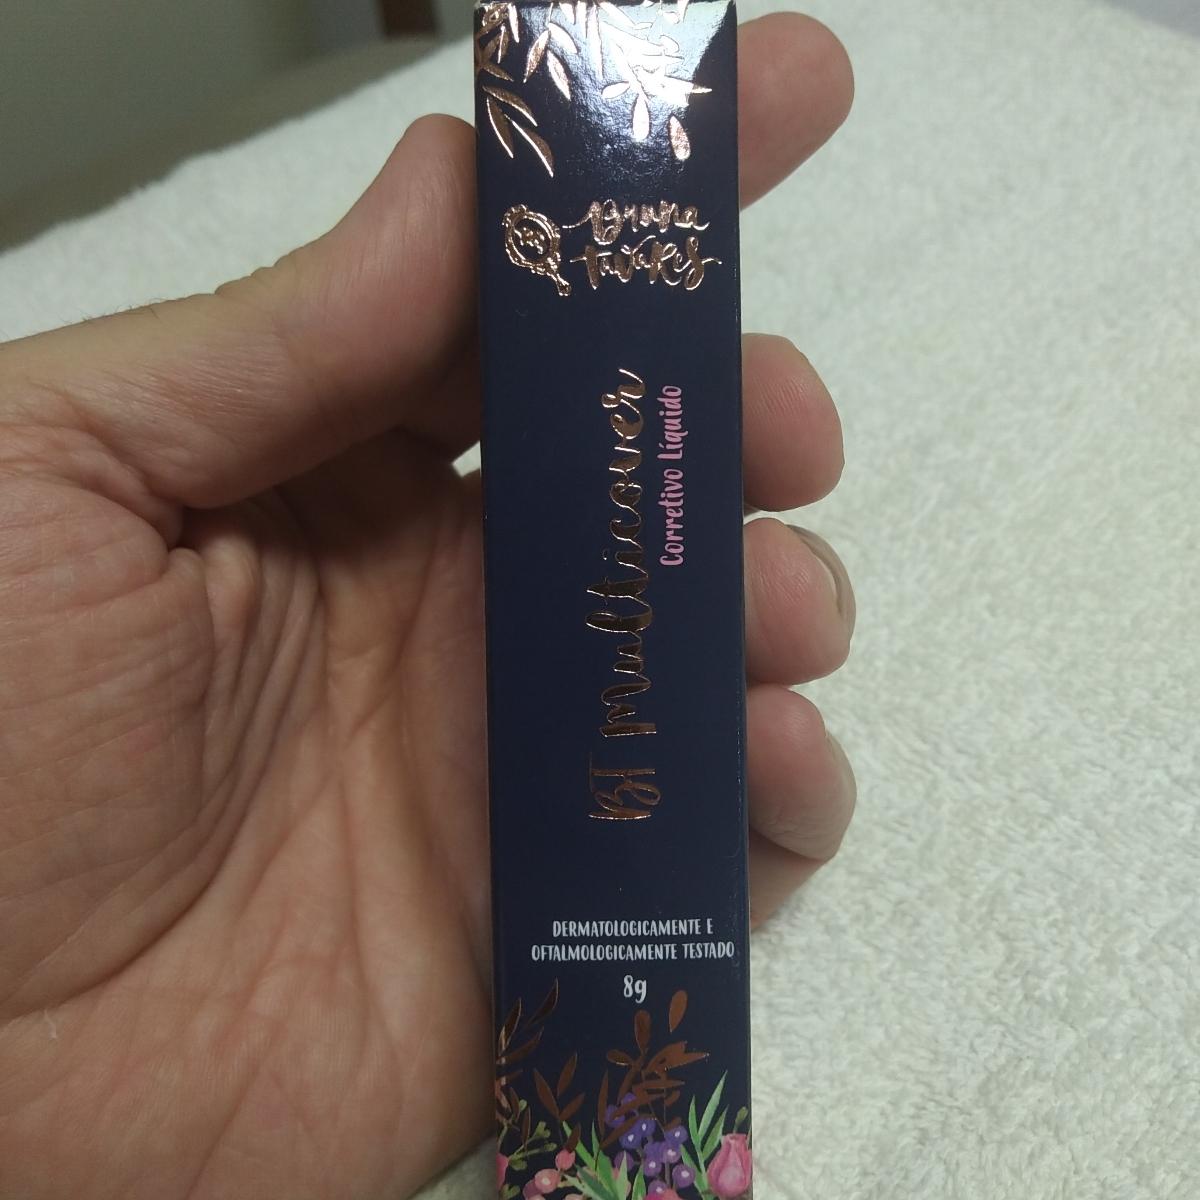 Bruna
tavares
BT multicover
Corretivo Líquido
DERMATOLOGICAMENTE E
OFTALMOLOGICAMENTE TESTADO
8g